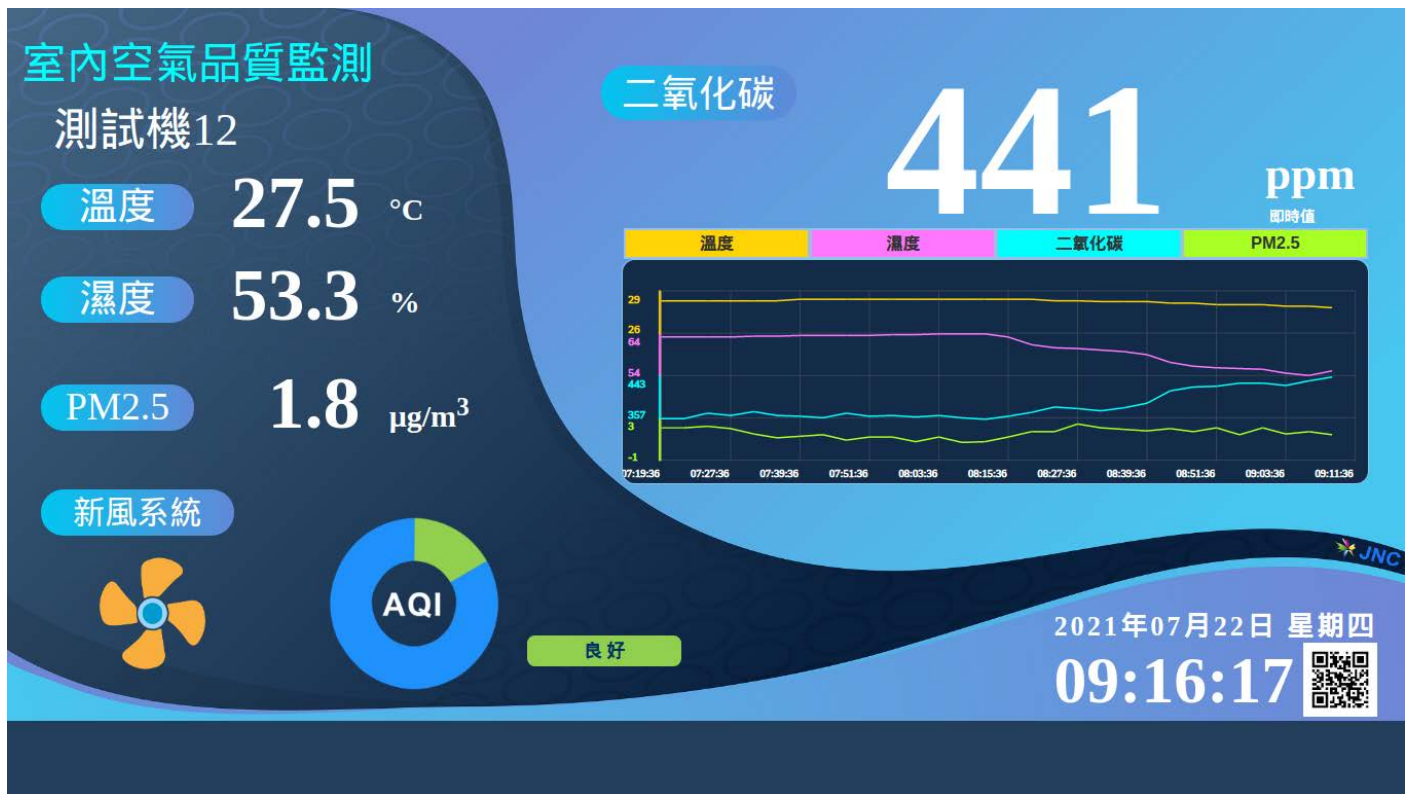 室內空氣品質監測
測試機12
溫度 27.5 °C
濕度 53.3 %
PM2.5 1.8 µg/m³
新風系統
AQI
良好
二氧化碳 441 ppm
即時值
溫度 濕度 二氧化碳 PM2.5
29
26
64
54
443
357
3
-1
07:19:36 07:27:36 07:39:36 07:51:36 08:03:36 08:15:36 08:27:36 08:39:36 08:51:36 09:03:36 09:11:36
JNC
2021年07月22日 星期四
09:16:17